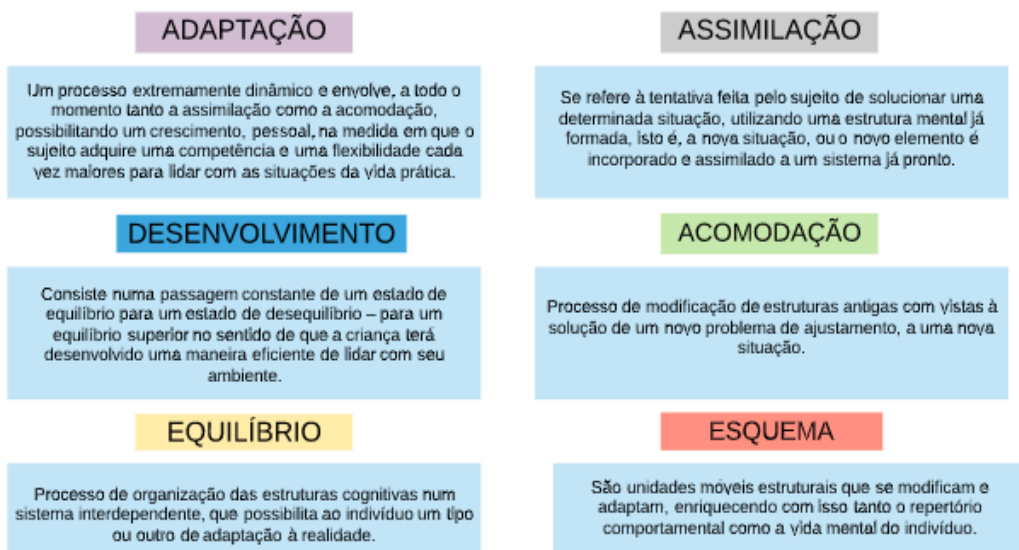 ADAPTAÇÃO
Um processo extremamente dinâmico e envolve, a todo o
momento tanto a assimilação como a acomodação,
possibilitando um crescimento, pessoal, na medida em que o
sujeito adquire uma competência e uma flexibilidade cada
vez maiores para lidar com as situações da vida prática.
ASSIMILAÇÃO
Se refere à tentativa feita pelo sujeito de solucionar uma
determinada situação, utilizando uma estrutura mental já
formada, isto é, a nova situação, ou o novo elemento é
incorporado e assimilado a um sistema já pronto.
DESENVOLVIMENTO
Consiste numa passagem constante de um estado de
equilíbrio para um estado de desequilíbrio – para um
equilíbrio superior no sentido de que a criança terá
desenvolvido uma maneira eficiente de lidar com seu
ambiente.
ACOMODAÇÃO
Processo de modificação de estruturas antigas com vistas à
solução de um novo problema de ajustamento, a uma nova
situação.
EQUILÍBRIO
Processo de organização das estruturas cognitivas num
sistema interdependente, que possibilita ao indivíduo um tipo
ou outro de adaptação à realidade.
ESQUEMA
São unidades móveis estruturais que se modificam e
adaptam, enriquecendo com isso tanto o repertório
comportamental como a vida mental do indivíduo.